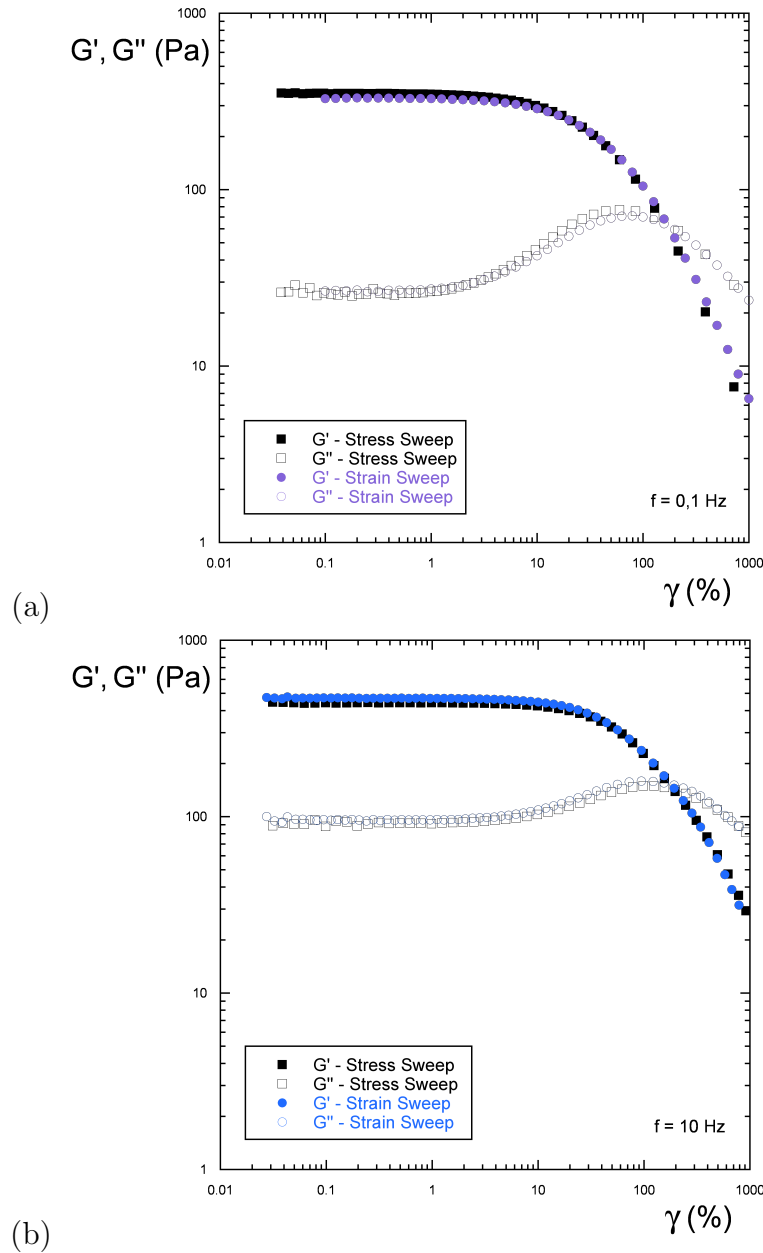 G', G'' (Pa)
1000
100
10
1
G' - Stress Sweep
G'' - Stress Sweep
G' - Strain Sweep
G'' - Strain Sweep
f = 0,1 Hz
0.01 0.1 1 10 100 1000
γ (%)
(a)
G', G'' (Pa)
1000
100
10
1
G' - Stress Sweep
G'' - Stress Sweep
G' - Strain Sweep
G'' - Strain Sweep
f = 10 Hz
0.01 0.1 1 10 100 1000
γ (%)
(b)